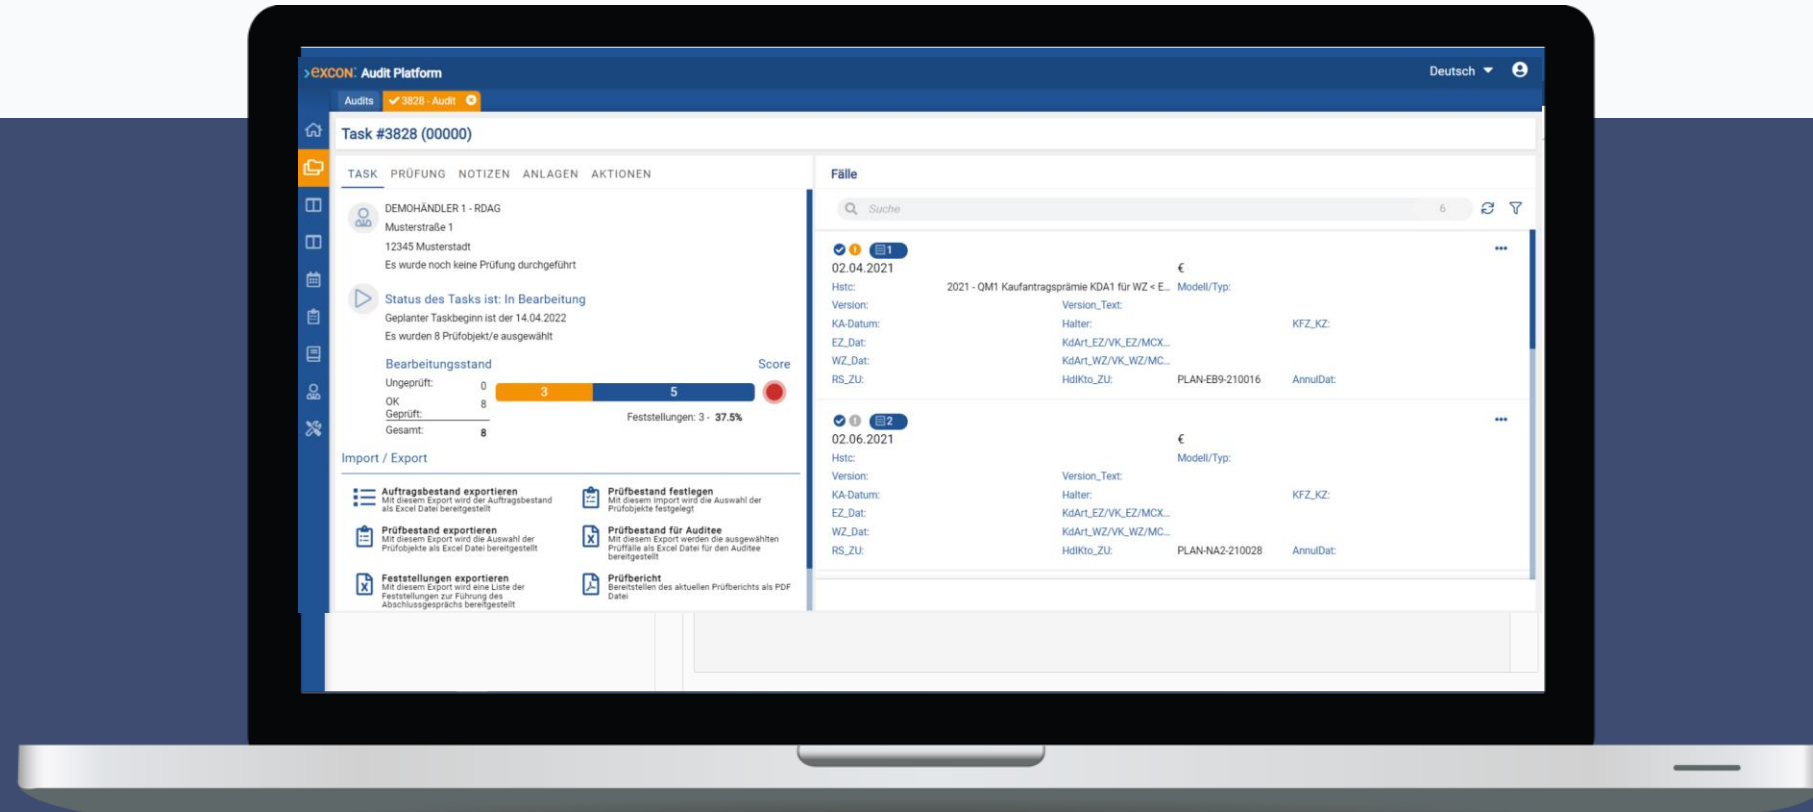 ›eXcon: Audit Platform
Deutsch
Audits
3828 - Audit
Task #3828 (00000)
TASK PRÜFUNG NOTIZEN ANLAGEN AKTIONEN
DEMOHÄNDLER 1 - RDAG
Musterstraße 1
12345 Musterstadt
Es wurde noch keine Prüfung durchgeführt
Status des Tasks ist: In Bearbeitung
Geplanter Taskbeginn ist der 14.04.2022
Es wurden 8 Prüfobjekt/e ausgewählt
Bearbeitungsstand Score
Ungeprüft: 0
OK Geprüft: 8
Gesamt: 8
3 5
Feststellungen: 3 - 37.5%
Import / Export
Auftragsbestand exportieren
Mit diesem Export wird der Auftragsbestand
als Excel Datei bereitgestellt
Prüfbestand festlegen
Mit diesem Import wird die Auswahl der
Prüfobjekte festgelegt
Prüfbestand exportieren
Mit diesem Export wird die Auswahl der
Prüfobjekte als Excel Datei bereitgestellt
Prüfbestand für Auditee
Mit diesem Export werden die ausgewählten
Prüffälle als Excel Datei für den Auditee
bereitgestellt
Feststellungen exportieren
Mit diesem Export wird eine Liste der
Feststellungen zur Führung des
Abschlussgesprächs bereitgestellt
Prüfbericht
Bereitstellen des aktuellen Prüfberichts als PDF
Datei
Fälle
Suche 6
1
02.04.2021 €
Hstc: 2021 - QM1 Kaufantragsprämie KDA1 für WZ < E... Modell/Typ:
Version: Version_Text:
KA-Datum: Halter: KFZ_KZ:
EZ_Dat: KdArt_EZ/VK_EZ/MCX...
WZ_Dat: KdArt_WZ/VK_WZ/MC...
RS_ZU: HdlKto_ZU: PLAN-EB9-210016 AnnulDat:
2
02.06.2021 €
Hstc: Modell/Typ:
Version: Version_Text:
KA-Datum: Halter: KFZ_KZ:
EZ_Dat: KdArt_EZ/VK_EZ/MCX...
WZ_Dat: KdArt_WZ/VK_WZ/MC...
RS_ZU: HdlKto_ZU: PLAN-NA2-210028 AnnulDat: